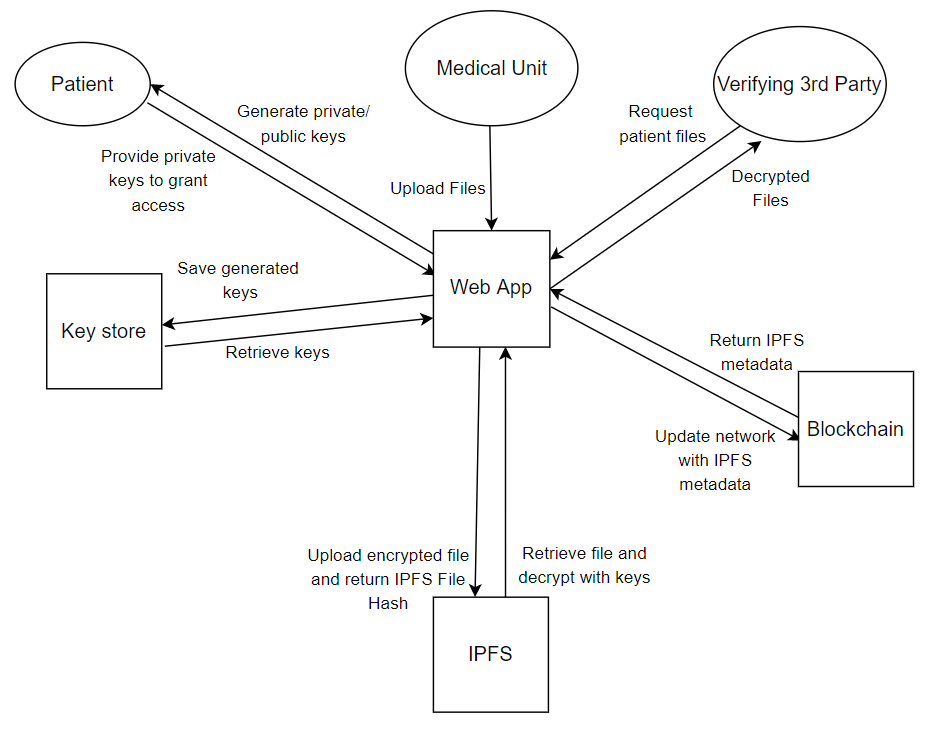 Patient
Medical Unit
Verifying 3rd Party
Generate private/
public keys
Request
patient files
Provide private
keys to grant
access
Upload Files
Decrypted
Files
Save generated
keys
Web App
Key store
Retrieve keys
Return IPFS
metadata
Blockchain
Update network
with IPFS
metadata
Upload encrypted file
and return IPFS File
Hash
Retrieve file and
decrypt with keys
IPFS